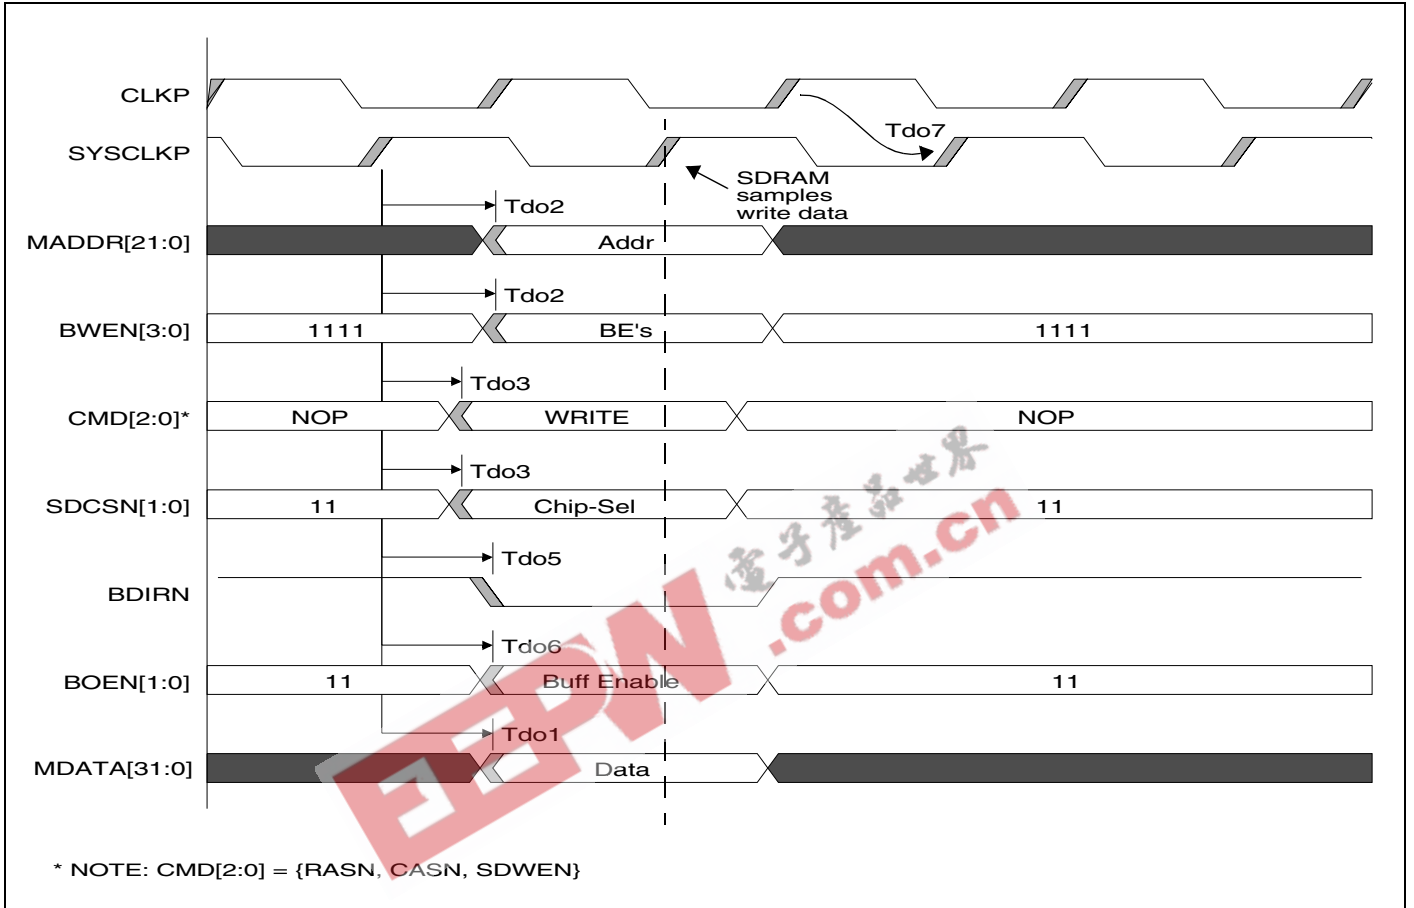 CLKP
SYSCLKP
Tdo7
SDRAM
samples
write data
Tdo2
MADDR[21:0]
Addr
Tdo2
BWEN[3:0]
1111
BE's
1111
Tdo3
CMD[2:0]*
NOP
WRITE
NOP
Tdo3
SDCSN[1:0]
11
Chip-Sel
11
Tdo5
BDIRN
Tdo6
BOEN[1:0]
11
Buff Enable
11
Tdo1
MDATA[31:0]
Data
EEPW
電子產品世界
.com.cn
* NOTE: CMD[2:0] = {RASN, CASN, SDWEN}